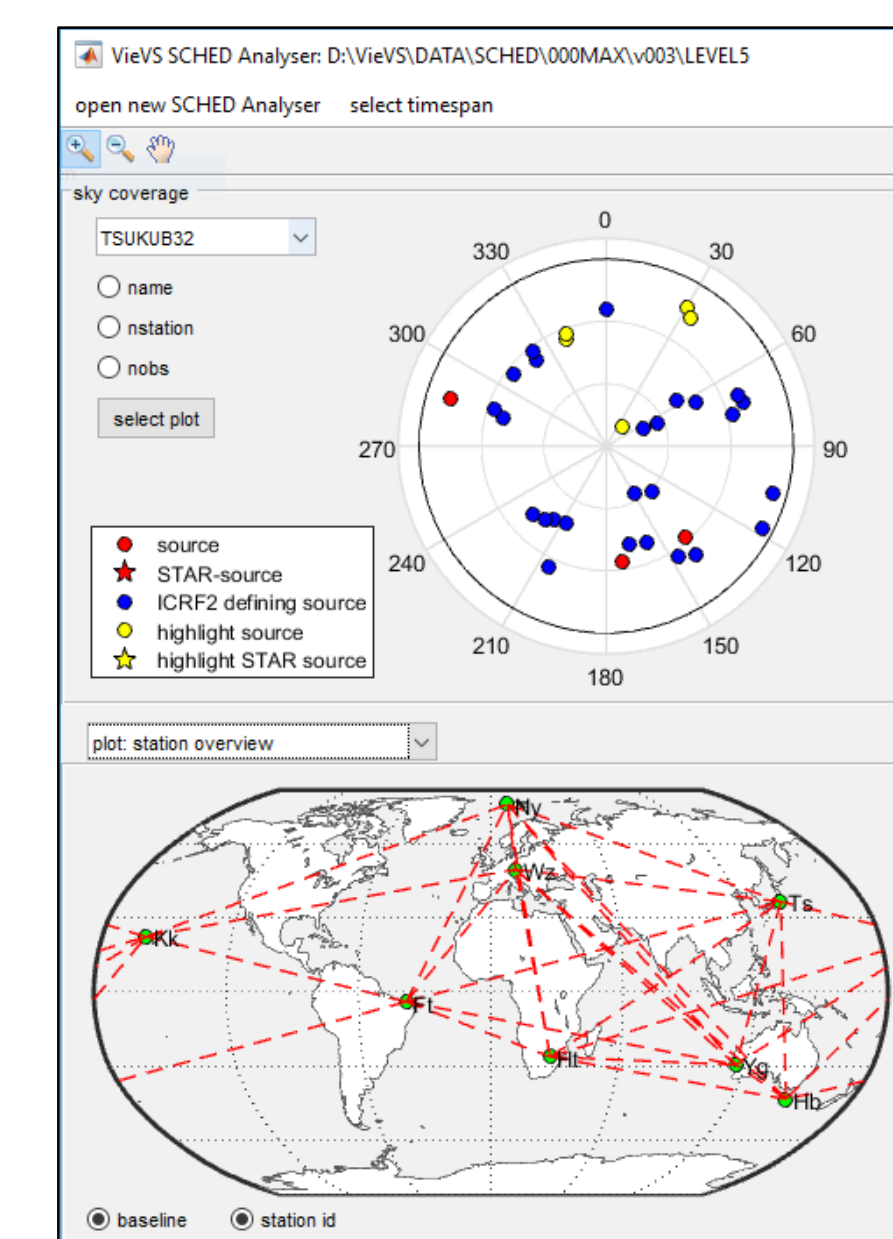 VieVS SCHED Analyser: D:\VieVS\DATA\SCHED\000MAX\v003\LEVEL5
open new SCHED Analyser select timespan
sky coverage
TSUKUB32
name
nstation
nobs
select plot
0
30
60
90
120
150
180
210
240
270
300
330
source
STAR-source
ICRF2 defining source
highlight source
highlight STAR source
plot: station overview
Ny
Wz
Ts
Kk
Ft
Ht
Yg
Hb
baseline station id